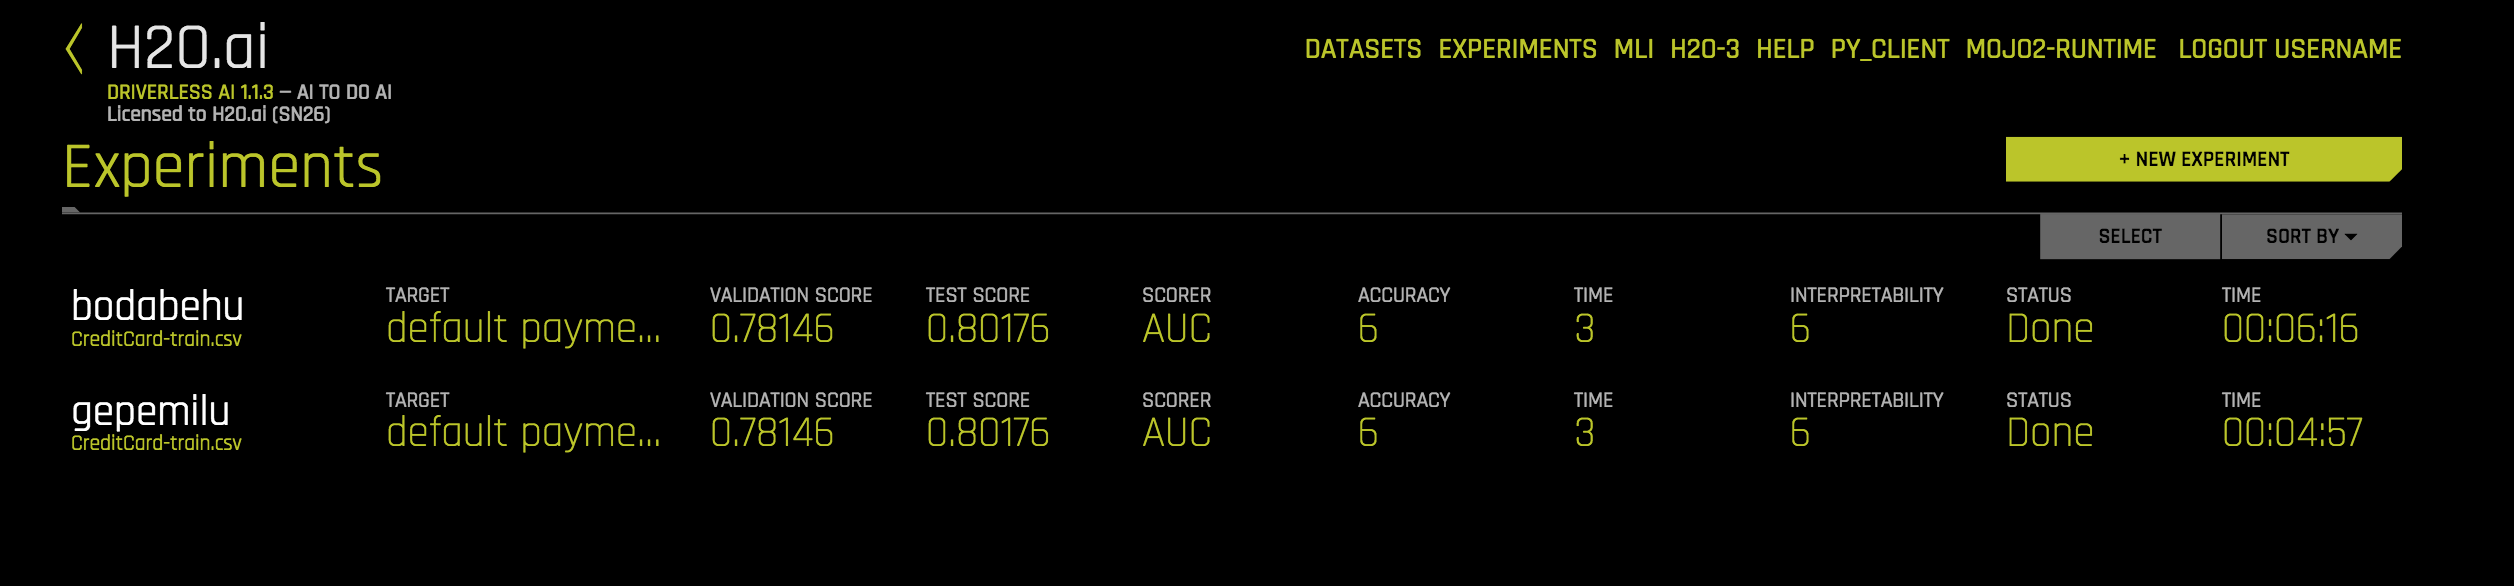 H2O.ai
DATASETS EXPERIMENTS MLI H2O-3 HELP PY_CLIENT MOJO2-RUNTIME LOGOUT USERNAME
DRIVERLESS AI 1.1.3 – AI TO DO AI
Licensed to H2O.ai (SN26)
Experiments
+ NEW EXPERIMENT
SELECT SORT BY
bodabehu
CreditCard-train.csv
TARGET VALIDATION SCORE TEST SCORE SCORER ACCURACY TIME INTERPRETABILITY STATUS TIME
default payme... 0.78146 0.80176 AUC 6 3 6 Done 00:06:16
gepemilu
CreditCard-train.csv
TARGET VALIDATION SCORE TEST SCORE SCORER ACCURACY TIME INTERPRETABILITY STATUS TIME
default payme... 0.78146 0.80176 AUC 6 3 6 Done 00:04:57